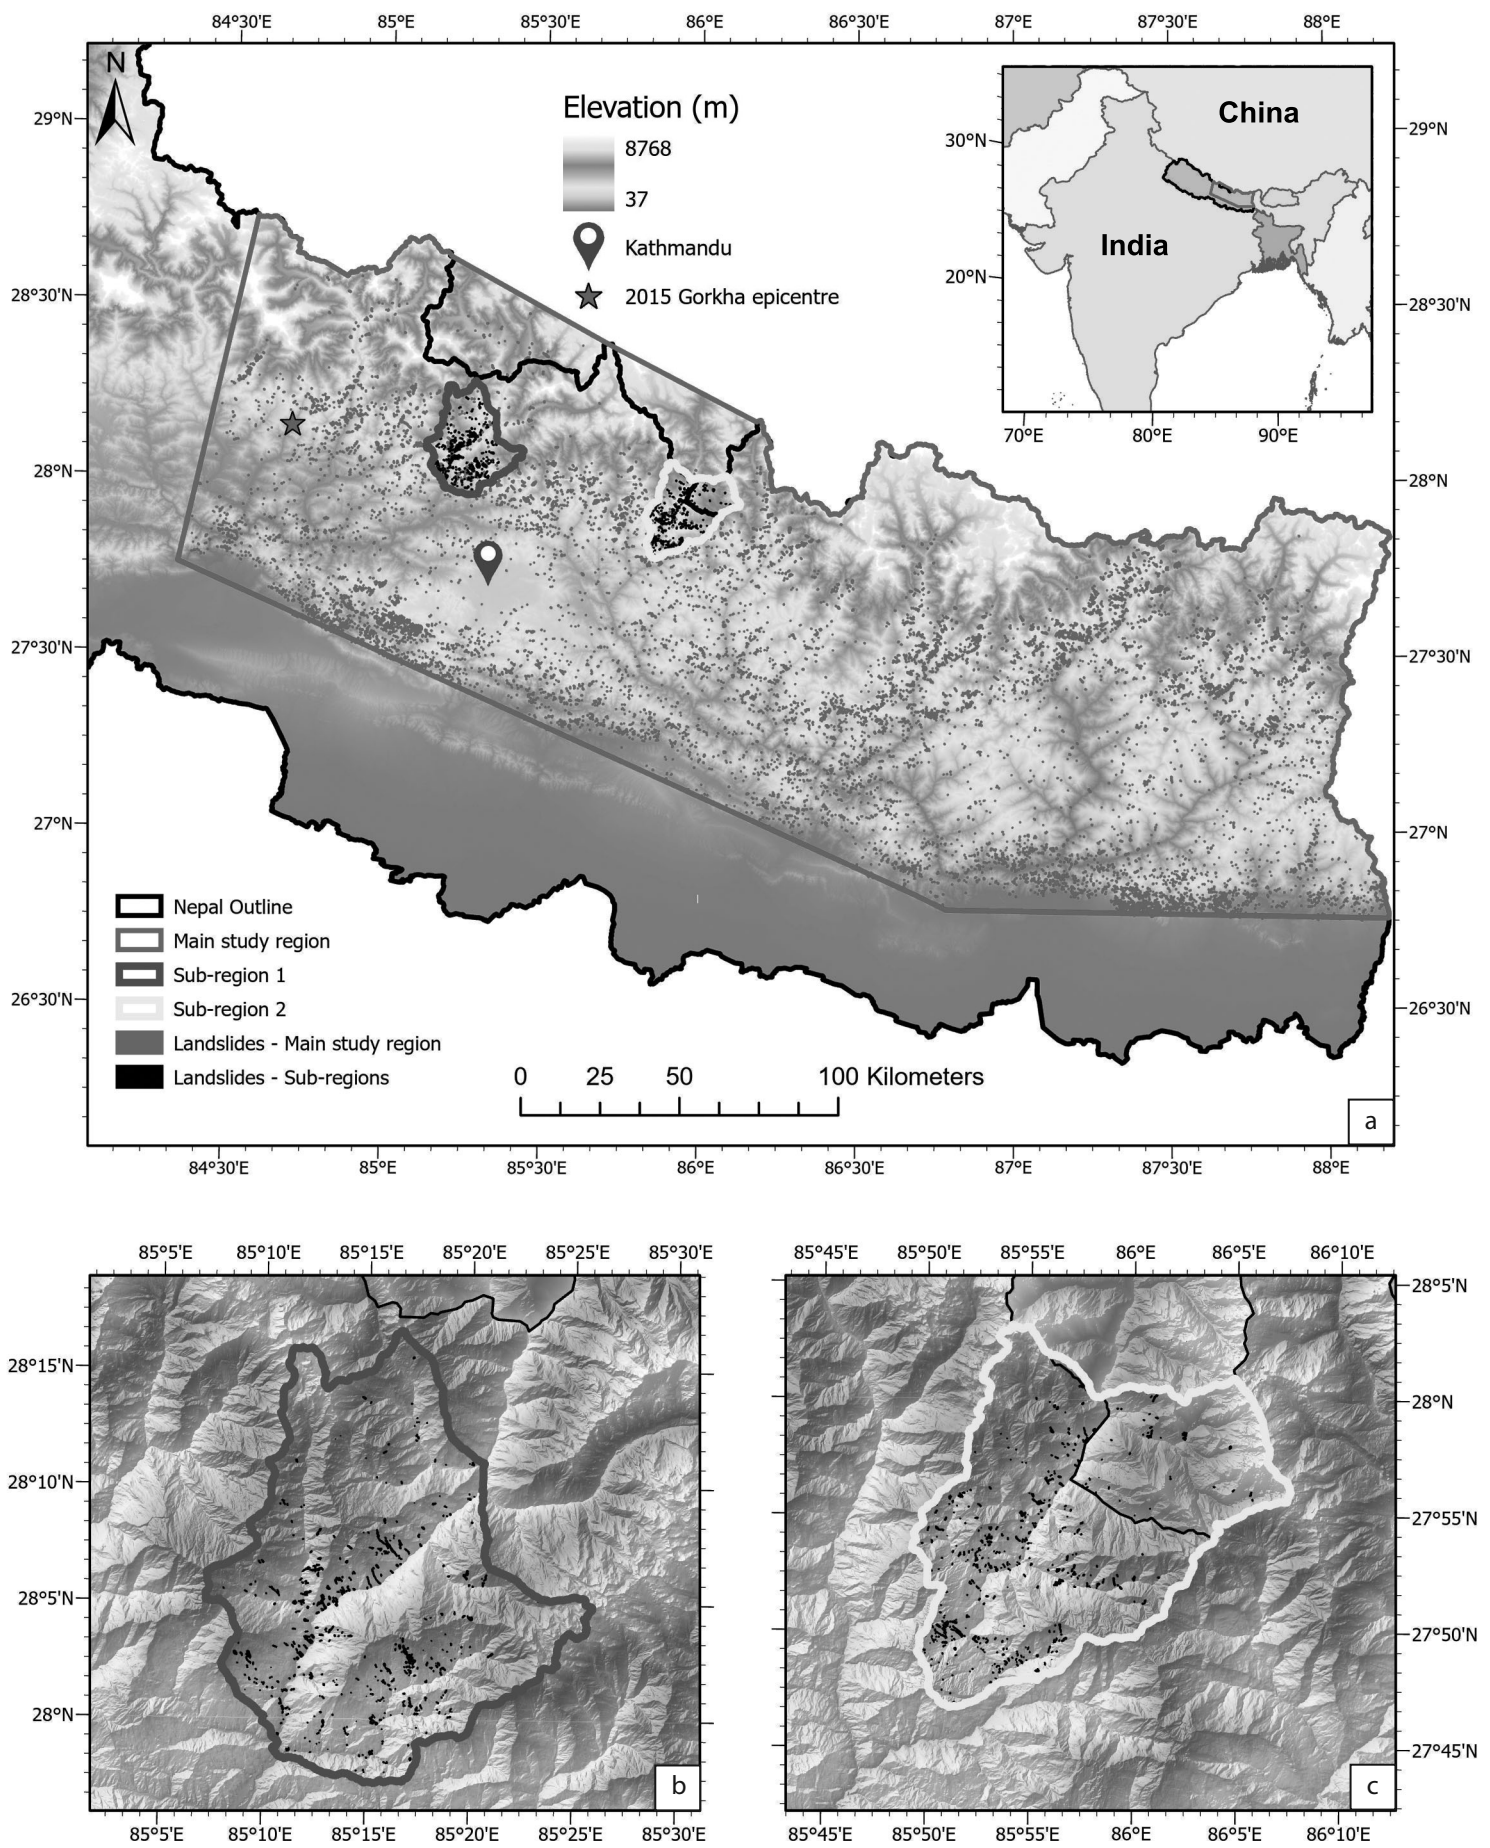 84°30'E 85°E 85°30'E 86°E 86°30'E 87°E 87°30'E 88°E
N
Elevation (m)
8768
37
Kathmandu
2015 Gorkha epicentre
China
India
30°N
20°N
70°E 80°E 90°E
29°N
28°30'N
28°N
27°30'N
27°N
26°30'N
29°N
28°30'N
28°N
27°30'N
27°N
26°30'N
Nepal Outline
Main study region
Sub-region 1
Sub-region 2
Landslides - Main study region
Landslides - Sub-regions
0 25 50 100 Kilometers
a
84°30'E 85°E 85°30'E 86°E 86°30'E 87°E 87°30'E 88°E
85°5'E 85°10'E 85°15'E 85°20'E 85°25'E 85°30'E
28°15'N
28°10'N
28°5'N
28°N
b
85°5'E 85°10'E 85°15'E 85°20'E 85°25'E 85°30'E
85°45'E 85°50'E 85°55'E 86°E 86°5'E 86°10'E
28°5'N
28°N
27°55'N
27°50'N
27°45'N
c
85°45'E 85°50'E 85°55'E 86°E 86°5'E 86°10'E